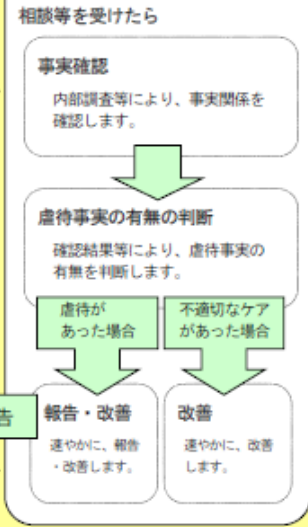 相談等を受けたら
事実確認
内部調査等により、事実関係を
確認します。
虐待事実の有無の判断
確認結果等により、虐待事実の
有無を判断します。
虐待が
あった場合
不適切なケア
があった場合
告
報告・改善
速やかに、報告
・改善します。
改善
速やかに、改善
します。